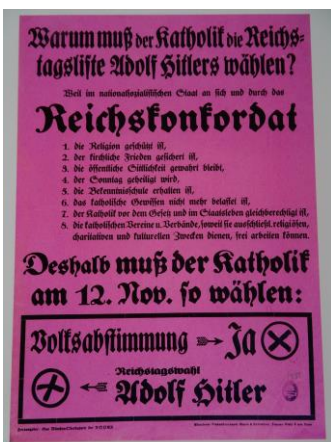 Warum muß der Katholik die Reichs-
tagsliste Adolf Hitlers wählen?
Weil im nationalsozialistischen Staat an sich und durch das
Reichskonkordat
1. die Religion geschützt ist,
2. der kirchliche Frieden gesichert ist,
3. die öffentliche Sittlichkeit gewahrt bleibt,
4. der Sonntag geheiligt wird,
5. die Bekenntnisschule erhalten ist,
6. das katholische Gewissen nicht mehr belastet ist,
7. der Katholik vor dem Gesetz und im Staatsleben gleichberechtigt ist,
8. die katholischen Vereine u. Verbände, soweit sie ausschließl. religiösen,
charitativen und kulturellen Zwecken dienen, frei arbeiten können.
Deshalb muß der Katholik
am 12. Nov. so wählen:
Volksabstimmung Ja
Reichstagswahl
Adolf Hitler